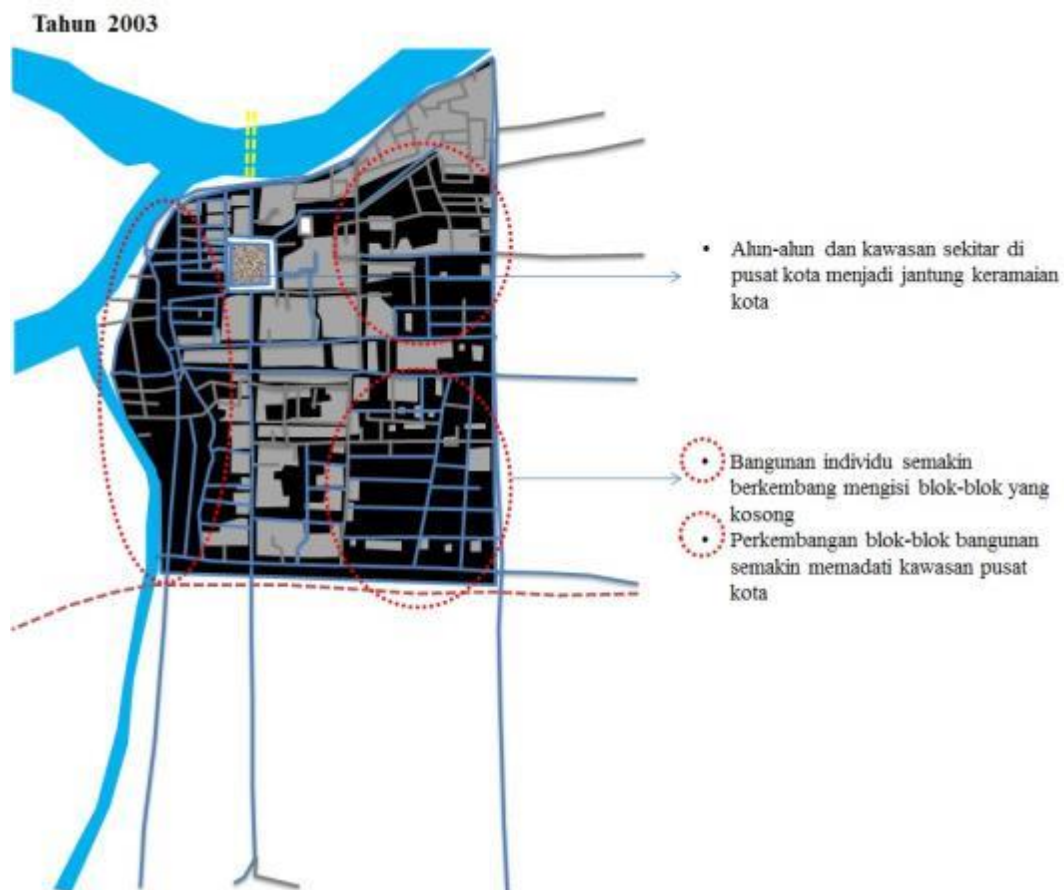 Tahun 2003
• Alun-alun dan kawasan sekitar di
pusat kota menjadi jantung keramaian
kota
• Bangunan individu semakin
berkembang mengisi blok-blok yang
kosong
• Perkembangan blok-blok bangunan
semakin memadati kawasan pusat
kota